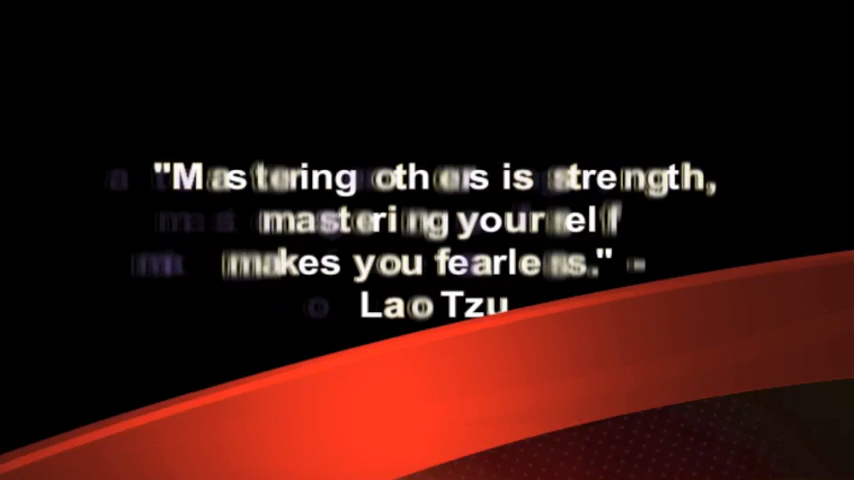 "Mastering others is strength,
mastering yourself
makes you fearless." -
Lao Tzu